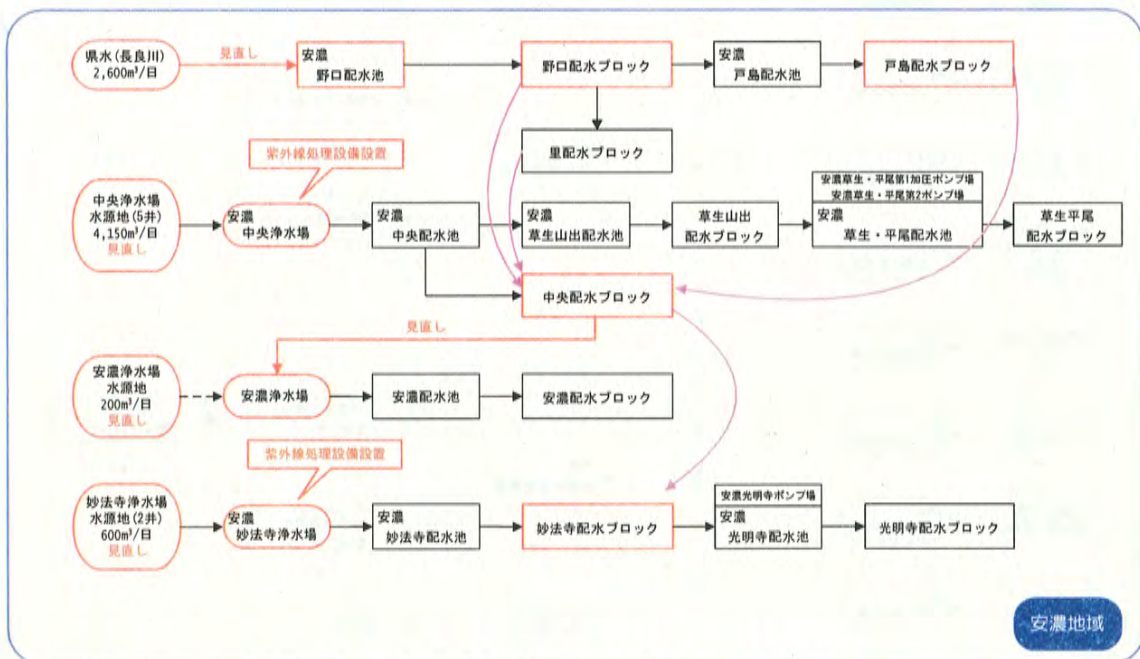 県水(長良川)
2,600m³/日
見直し
安濃
野口配水池
野口配水ブロック
安濃
戸島配水池
戸島配水ブロック
里配水ブロック
紫外線処理設備設置
中央浄水場
水源地(5井)
4,150m³/日
見直し
安濃
中央浄水場
安濃
中央配水池
安濃
草生山出配水池
草生山出
配水ブロック
安濃草生・平尾第1加圧ポンプ場
安濃草生・平尾第2ポンプ場
安濃
草生・平尾配水池
草生平尾
配水ブロック
中央配水ブロック
見直し
安濃浄水場
水源地
200m³/日
見直し
安濃浄水場
安濃配水池
安濃配水ブロック
紫外線処理設備設置
妙法寺浄水場
水源地(2井)
600m³/日
見直し
安濃
妙法寺浄水場
安濃
妙法寺配水池
妙法寺配水ブロック
安濃光明寺ポンプ場
安濃
光明寺配水池
光明寺配水ブロック
安濃地域